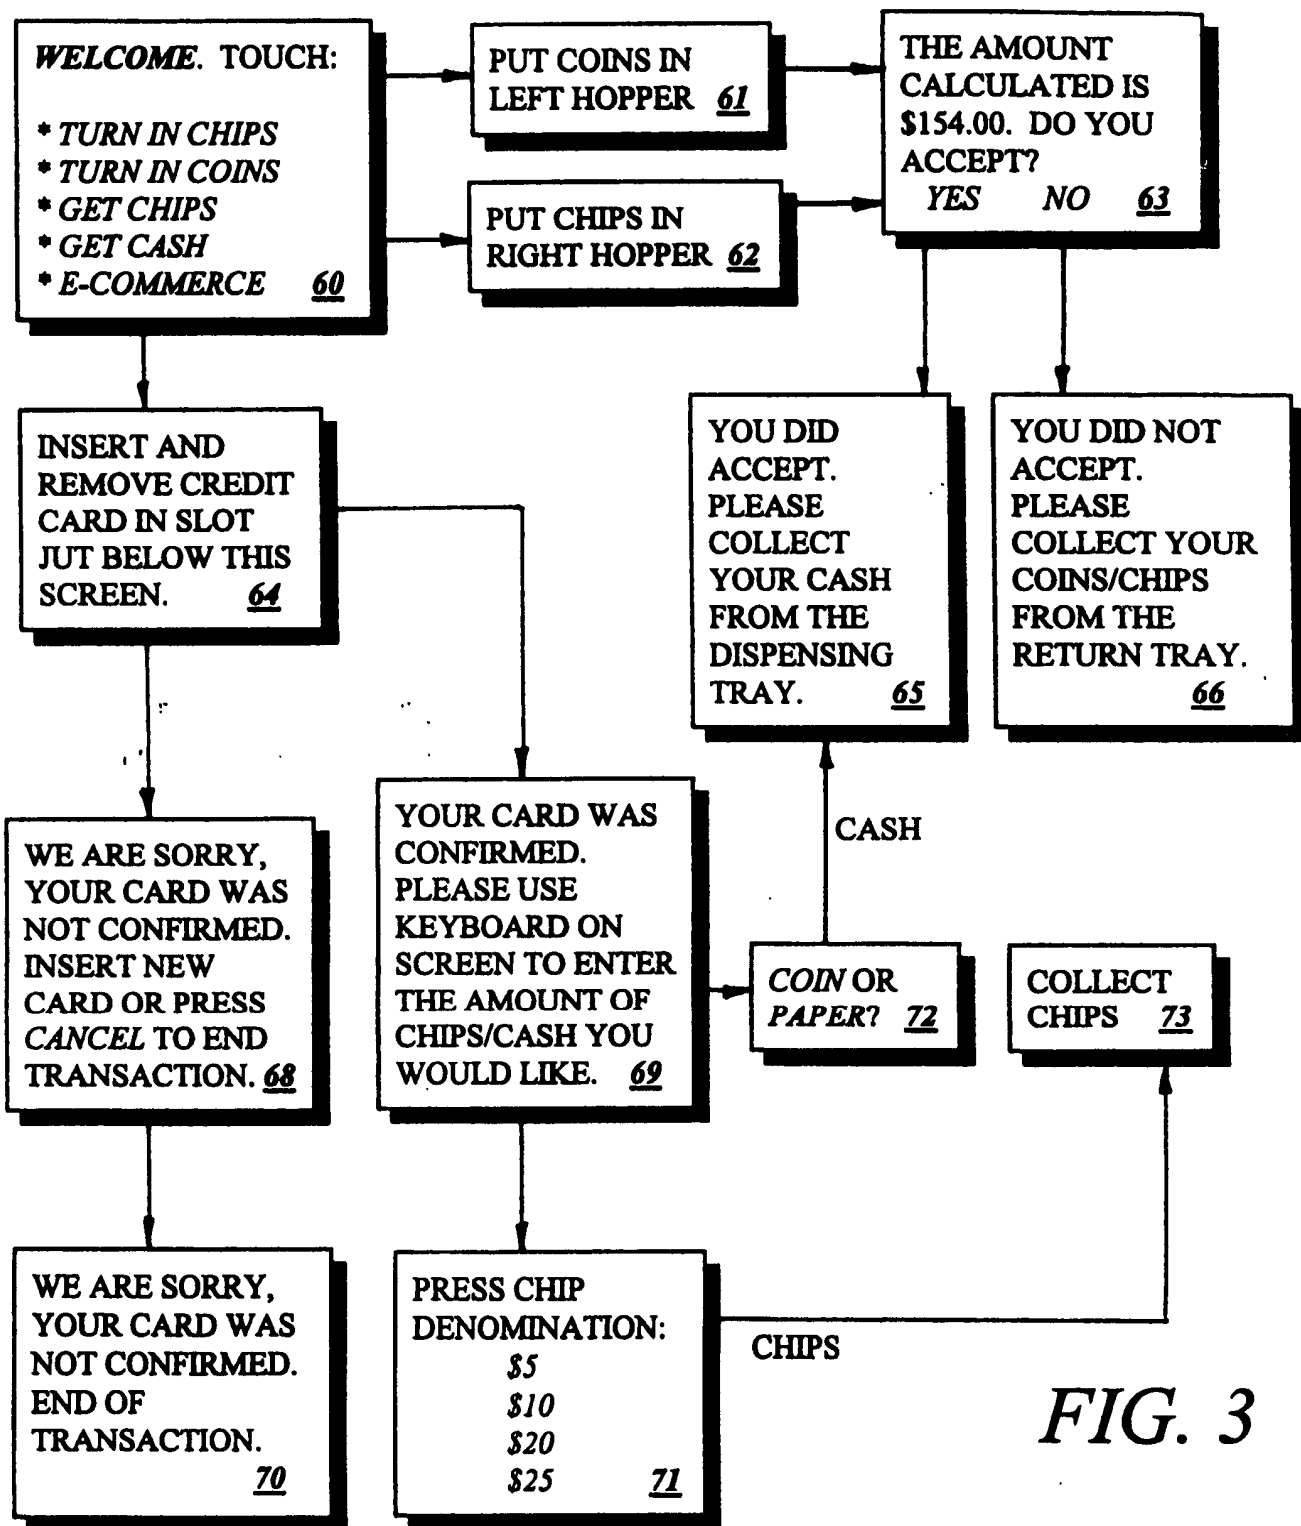 WELCOME. TOUCH:
* TURN IN CHIPS
* TURN IN COINS
* GET CHIPS
* GET CASH
* E-COMMERCE 60
PUT COINS IN
LEFT HOPPER 61
PUT CHIPS IN
RIGHT HOPPER 62
THE AMOUNT
CALCULATED IS
$154.00. DO YOU
ACCEPT?
YES NO 63
INSERT AND
REMOVE CREDIT
CARD IN SLOT
JUT BELOW THIS
SCREEN. 64
YOU DID
ACCEPT.
PLEASE
COLLECT
YOUR CASH
FROM THE
DISPENSING
TRAY. 65
YOU DID NOT
ACCEPT.
PLEASE
COLLECT YOUR
COINS/CHIPS
FROM THE
RETURN TRAY.
66
WE ARE SORRY,
YOUR CARD WAS
NOT CONFIRMED.
INSERT NEW
CARD OR PRESS
CANCEL TO END
TRANSACTION. 68
YOUR CARD WAS
CONFIRMED.
PLEASE USE
KEYBOARD ON
SCREEN TO ENTER
THE AMOUNT OF
CHIPS/CASH YOU
WOULD LIKE. 69
CASH
COIN OR
PAPER? 72
COLLECT
CHIPS 73
WE ARE SORRY,
YOUR CARD WAS
NOT CONFIRMED.
END OF
TRANSACTION.
70
PRESS CHIP
DENOMINATION:
$5
$10
$20
$25 71
CHIPS
FIG. 3